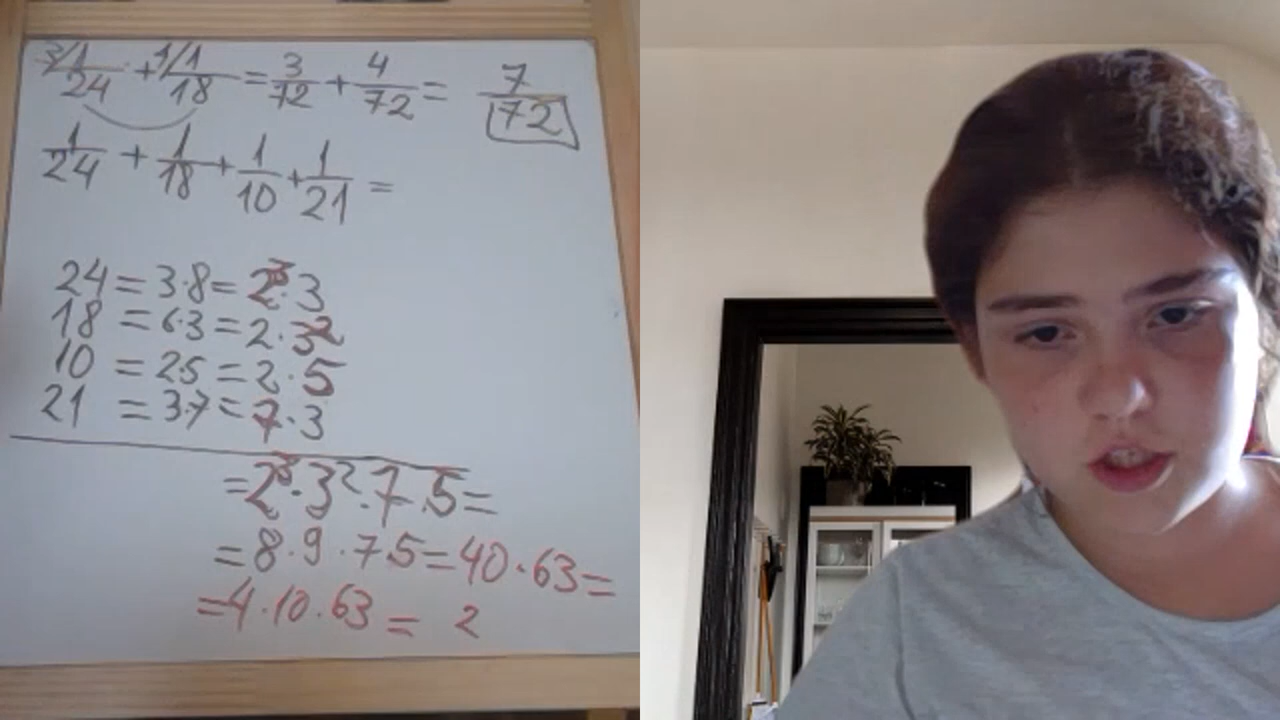 3/ 1/24 + 4/ 1/18 = 3/72 + 4/72 = 7/72
1/24 + 1/18 + 1/10 + 1/21 =
24 = 3·8 = 2³·3
18 = 6·3 = 2·3²
10 = 2·5 = 2·5
21 = 3·7 = 7·3
= 2³·3²·7·5 =
= 8·9·7·5 = 40·63 =
= 4·10·63 = 2